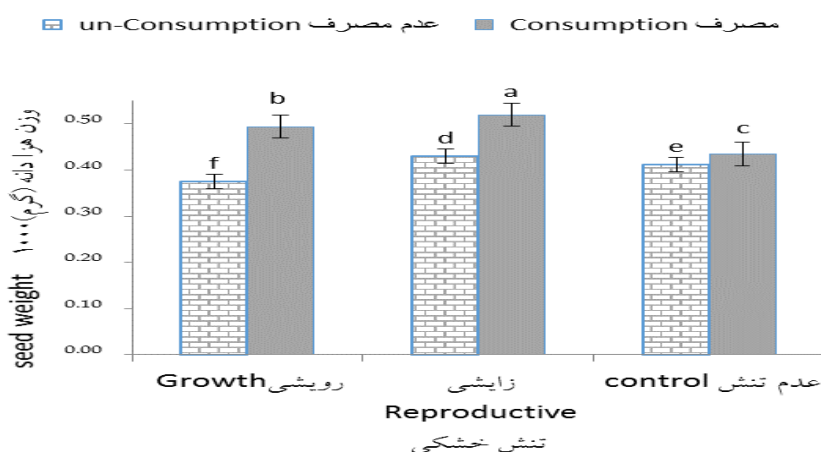 un-Consumption عدم مصرف Consumption مصرف
وزن هزا دانه (گرم)۱۰۰۰
seed weight
0.50
0.40
0.30
0.20
0.10
0.00
f
b
d
a
e
c
Growthرویشی
زایشی
Reproductive
control عدم تنش
تنش خشکی